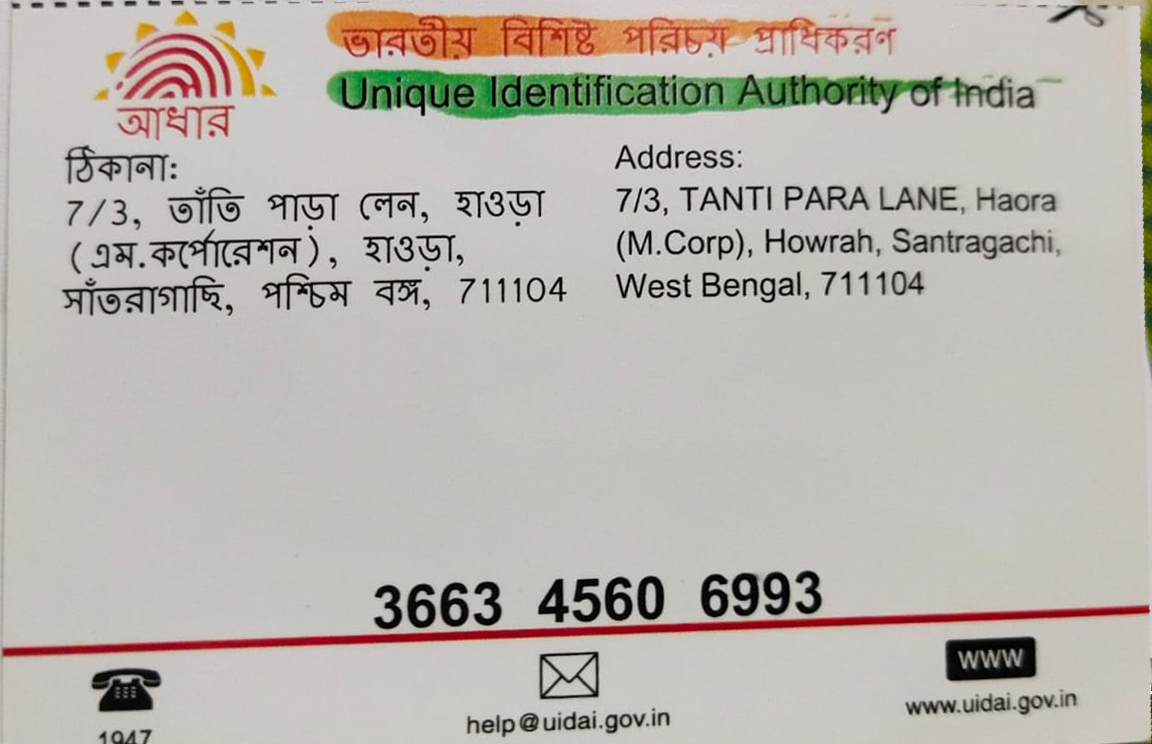 ভারতীয় বিশিষ্ট পরিচয় প্রাধিকরণ
Unique Identification Authority of India
আধার
ঠিকানা:
7/3, তাঁতি পাড়া লেন, হাওড়া
(এম.কর্পোরেশন), হাওড়া,
সাঁতরাগাছি, পশ্চিম বঙ্গ, 711104
Address:
7/3, TANTI PARA LANE, Haora
(M.Corp), Howrah, Santragachi,
West Bengal, 711104
3663 4560 6993
1947
help@uidai.gov.in
www
www.uidai.gov.in